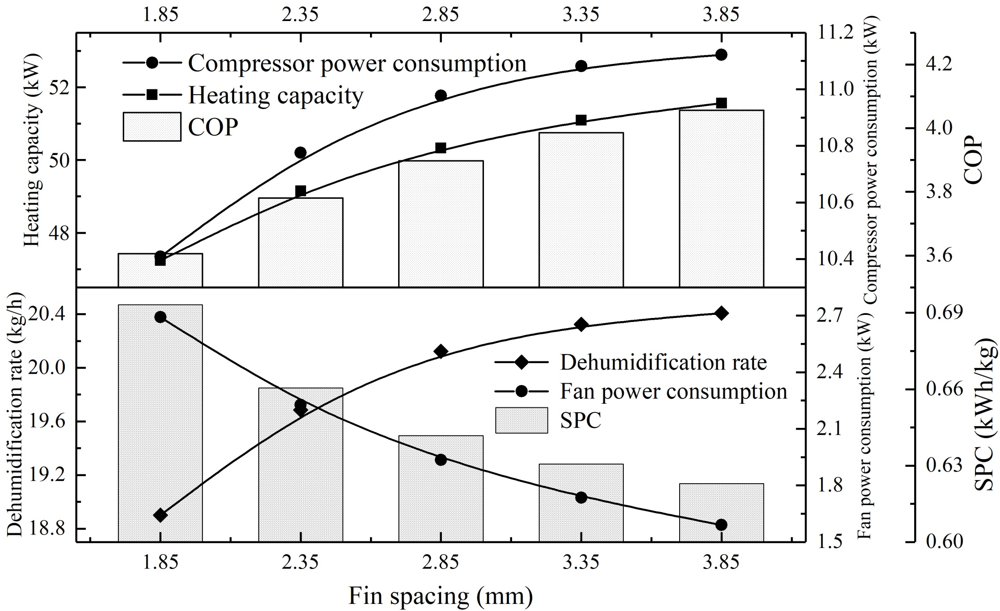 1.85 2.35 2.85 3.35 3.85
Heating capacity (kW)
52
50
48
Compressor power consumption
Heating capacity
COP
11.2
11.0
10.8
10.6
10.4
Compressor power consumption (kW)
4.2
4.0
3.8
3.6
COP
Dehumidification rate (kg/h)
20.4
20.0
19.6
19.2
18.8
Dehumidification rate
Fan power consumption
SPC
2.7
2.4
2.1
1.8
1.5
Fan power consumption (kW)
0.69
0.66
0.63
0.60
SPC (kWh/kg)
1.85 2.35 2.85 3.35 3.85
Fin spacing (mm)